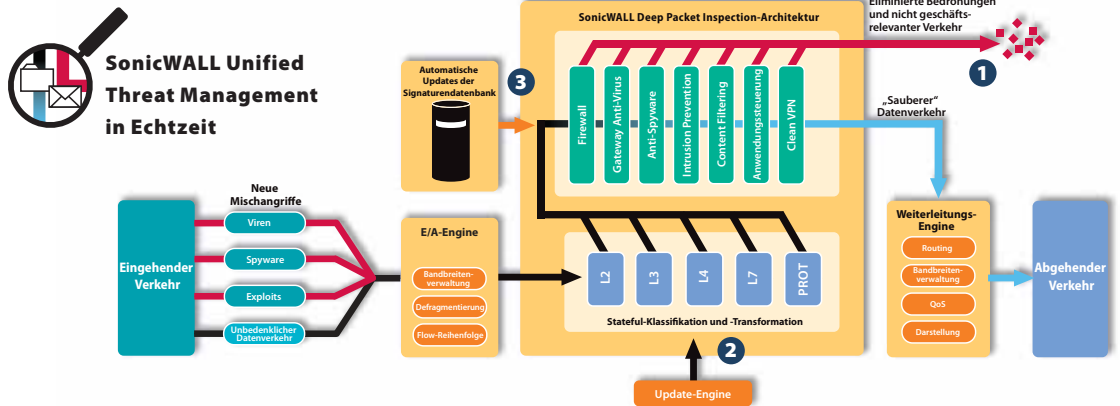 SonicWALL Unified
Threat Management
in Echtzeit
Eingehender
Verkehr
Neue
Mischangriffe
Viren
Spyware
Exploits
Unbedenklicher
Datenverkehr
Automatische
Updates der
Signaturendatenbank
3
E/A-Engine
Bandbreiten-
verwaltung
Defragmentierung
Flow-Reihenfolge
SonicWALL Deep Packet Inspection-Architektur
Firewall
Gateway Anti-Virus
Anti-Spyware
Intrusion Prevention
Content Filtering
Anwendungssteuerung
Clean VPN
L2
L3
L4
L7
PROT
Stateful-Klassifikation und -Transformation
2
Update-Engine
Eliminierte Bedrohungen
und nicht geschäfts-
relevanter Verkehr
1
„Sauberer"
Datenverkehr
Weiterleitungs-
Engine
Routing
Bandbreiten-
verwaltung
QoS
Darstellung
Abgehender
Verkehr